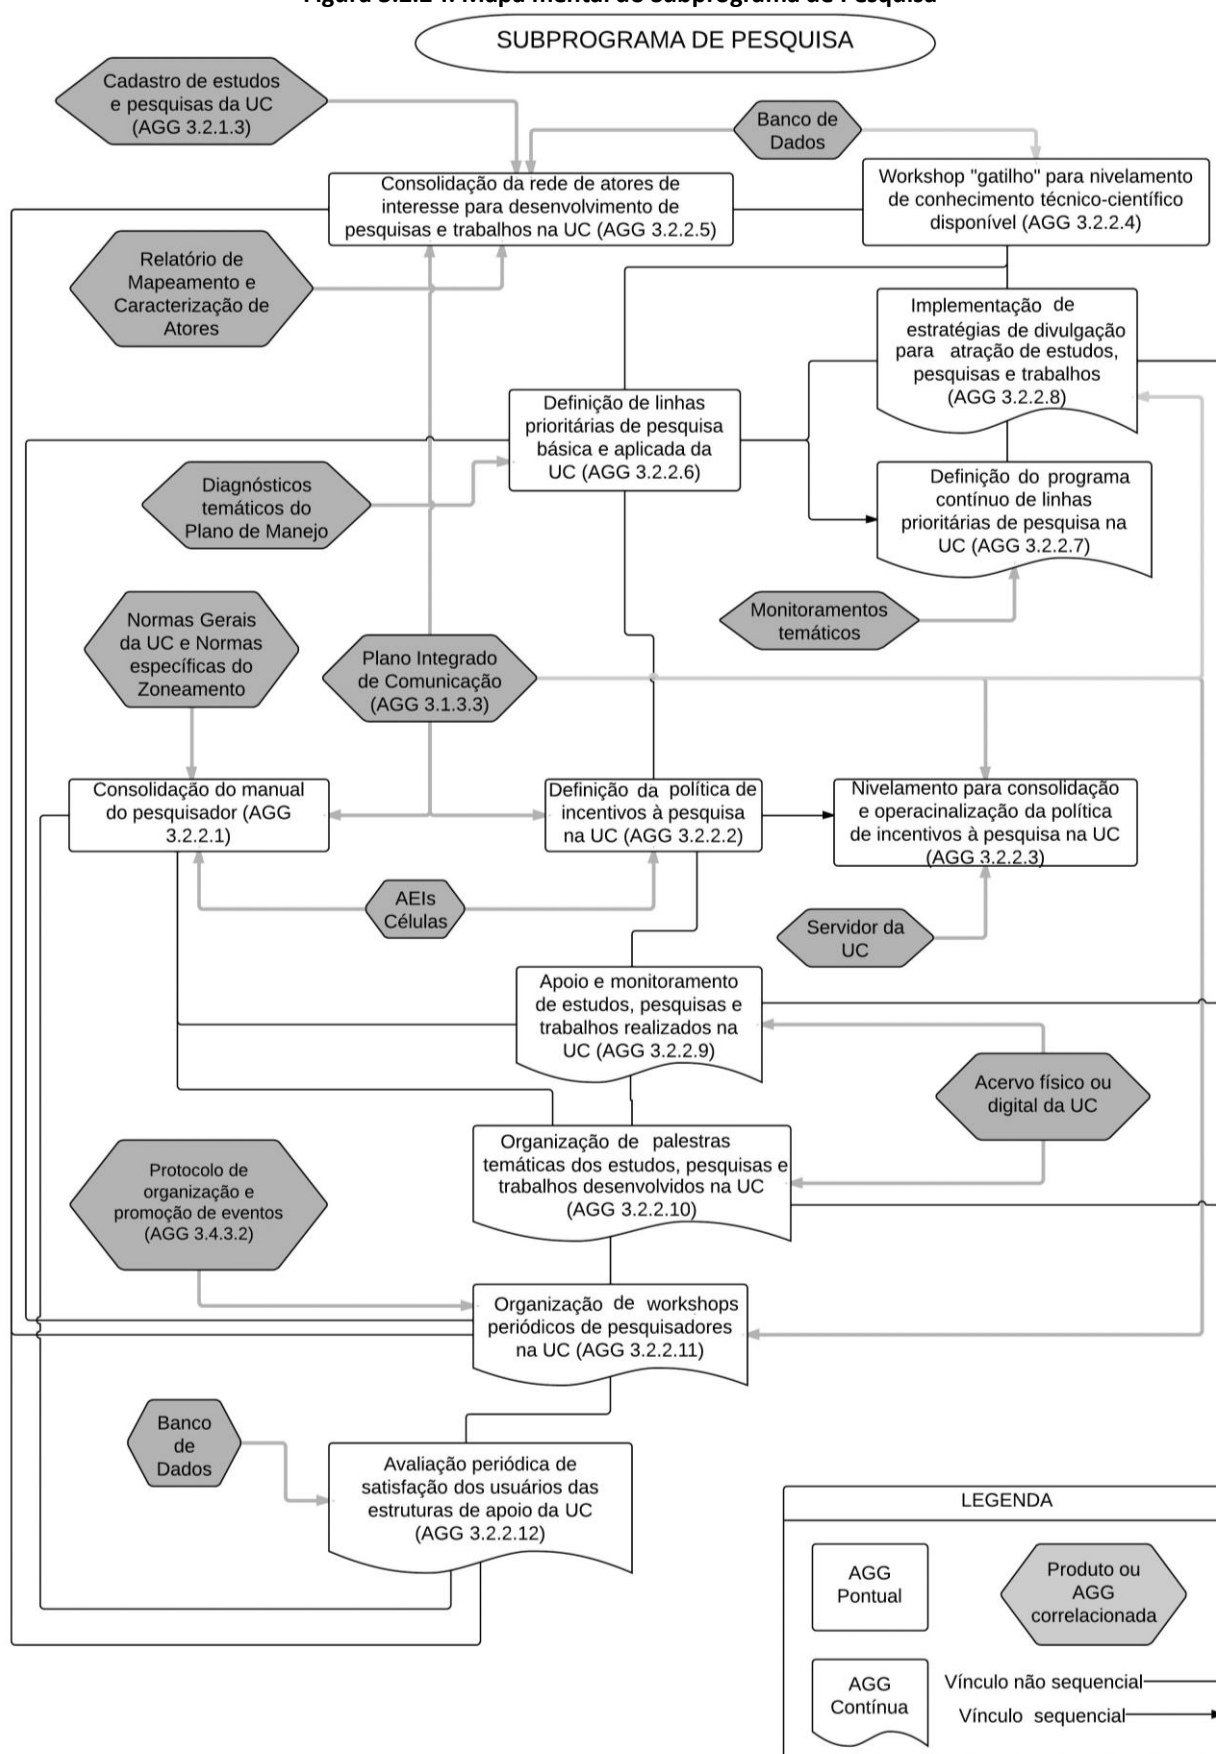 SUBPROGRAMA DE PESQUISA
Cadastro de estudos
e pesquisas da UC
(AGG 3.2.1.3)
Banco de
Dados
Consolidação da rede de atores de
interesse para desenvolvimento de
pesquisas e trabalhos na UC (AGG 3.2.2.5)
Workshop "gatilho" para nivelamento
de conhecimento técnico-científico
disponível (AGG 3.2.2.4)
Relatório de
Mapeamento e
Caracterização de
Atores
Implementação de
estratégias de divulgação
para atração de estudos,
pesquisas e trabalhos
(AGG 3.2.2.8)
Definição de linhas
prioritárias de pesquisa
básica e aplicada da
UC (AGG 3.2.2.6)
Diagnósticos
temáticos do
Plano de Manejo
Definição do programa
contínuo de linhas
prioritárias de pesquisa na
UC (AGG 3.2.2.7)
Normas Gerais
da UC e Normas
específicas do
Zoneamento
Plano Integrado
de Comunicação
(AGG 3.1.3.3)
Monitoramentos
temáticos
Consolidação do manual
do pesquisador (AGG
3.2.2.1)
Definição da política de
incentivos à pesquisa
na UC (AGG 3.2.2.2)
Nivelamento para consolidação
e operacinalização da política
de incentivos à pesquisa na UC
(AGG 3.2.2.3)
AEIs
Células
Servidor da
UC
Apoio e monitoramento
de estudos, pesquisas e
trabalhos realizados na
UC (AGG 3.2.2.9)
Acervo físico ou
digital da UC
Organização de palestras
temáticas dos estudos, pesquisas e
trabalhos desenvolvidos na UC
(AGG 3.2.2.10)
Protocolo de
organização e
promoção de eventos
(AGG 3.4.3.2)
Organização de workshops
periódicos de pesquisadores
na UC (AGG 3.2.2.11)
Banco
de
Dados
Avaliação periódica de
satisfação dos usuários das
estruturas de apoio da UC
(AGG 3.2.2.12)
LEGENDA
AGG
Pontual
Produto ou
AGG
correlacionada
AGG
Contínua
Vínculo não sequencial
Vínculo sequencial